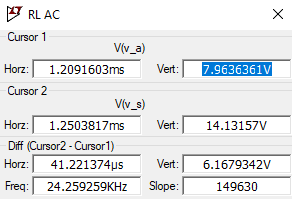 RL AC
Cursor 1
V(v_a)
Horz: 1.2091603ms Vert: 7.9636361V
Cursor 2
V(v_s)
Horz: 1.2503817ms Vert: 14.13157V
Diff (Cursor2 - Cursor1)
Horz: 41.221374µs Vert: 6.1679342V
Freq: 24.259259KHz Slope: 149630